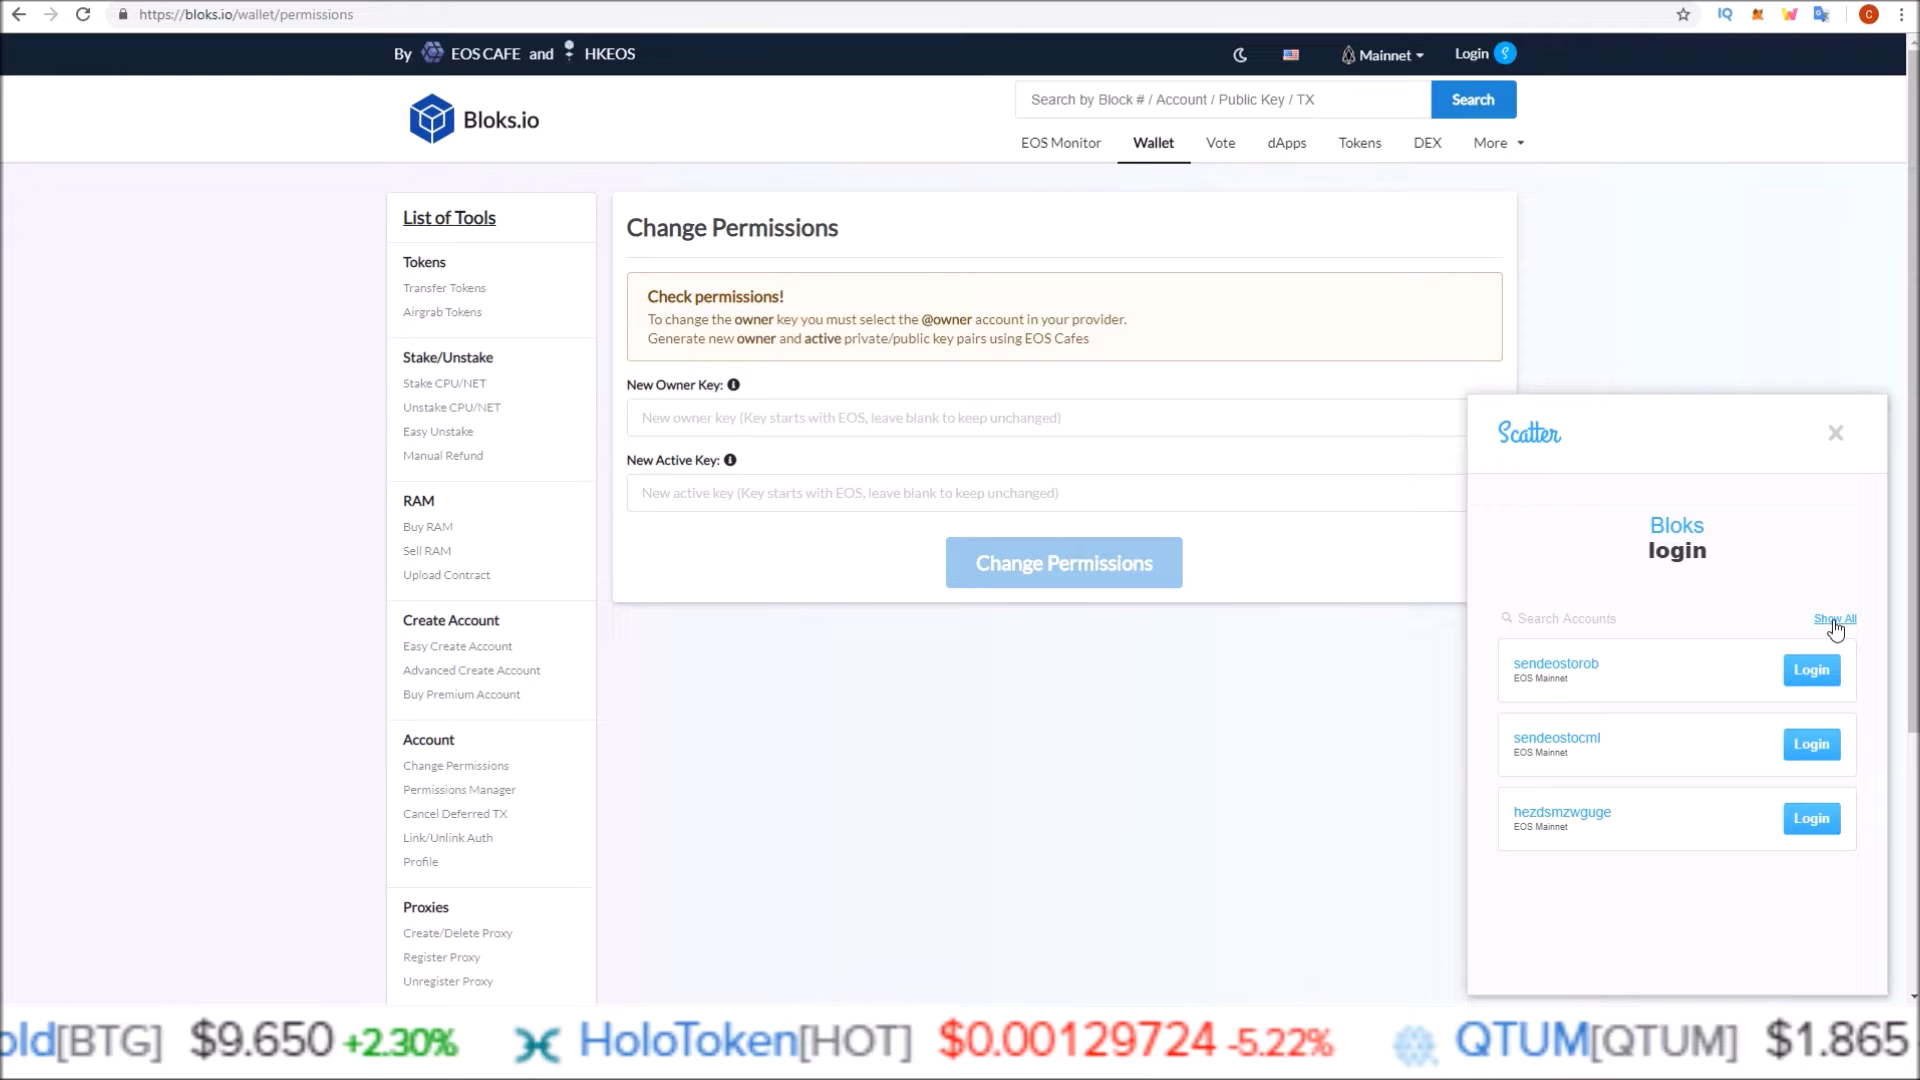 https://bloks.io/wallet/permissions
By EOS CAFE and HKEOS
Mainnet
Login
Bloks.io
Search by Block # / Account / Public Key / TX
Search
EOS Monitor
Wallet
Vote
dApps
Tokens
DEX
More
List of Tools
Tokens
Transfer Tokens
Airgrab Tokens
Stake/Unstake
Stake CPU/NET
Unstake CPU/NET
Easy Unstake
Manual Refund
RAM
Buy RAM
Sell RAM
Upload Contract
Create Account
Easy Create Account
Advanced Create Account
Buy Premium Account
Account
Change Permissions
Permissions Manager
Cancel Deferred TX
Link/Unlink Auth
Profile
Proxies
Create/Delete Proxy
Register Proxy
Unregister Proxy
Change Permissions
Check permissions!
To change the owner key you must select the @owner account in your provider.
Generate new owner and active private/public key pairs using EOS Cafes
New Owner Key:
New owner key (Key starts with EOS, leave blank to keep unchanged)
New Active Key:
New active key (Key starts with EOS, leave blank to keep unchanged)
Change Permissions
Scatter
Bloks
login
Search Accounts
Show All
sendeostorob
EOS Mainnet
Login
sendeostocml
EOS Mainnet
Login
hezdsmzwguge
EOS Mainnet
Login
old[BTG] $9.650 +2.30% HoloToken[HOT] $0.00129724 -5.22% QTUM[QTUM] $1.865